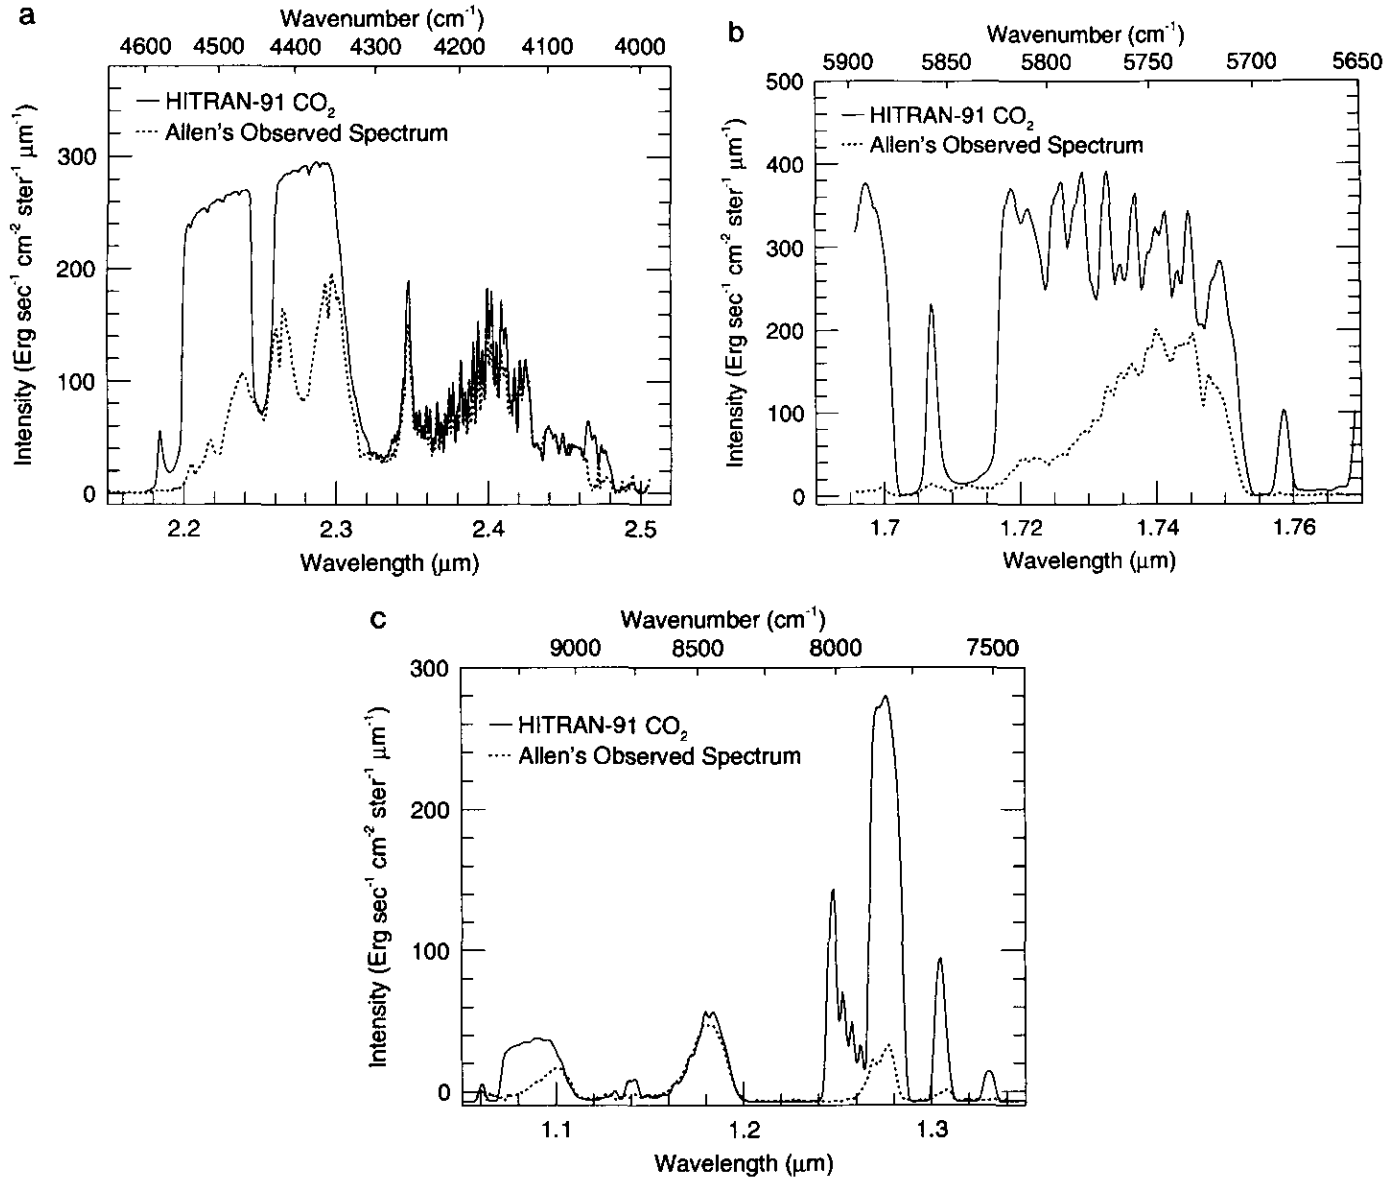 a
Wavenumber (cm⁻¹)
4600 4500 4400 4300 4200 4100 4000
HITRAN-91 CO₂
Allen's Observed Spectrum
300
200
100
0
Intensity (Erg sec⁻¹ cm⁻² ster⁻¹ μm⁻¹)
2.2 2.3 2.4 2.5
Wavelength (μm)
b
Wavenumber (cm⁻¹)
5900 5850 5800 5750 5700 5650
HITRAN-91 CO₂
Allen's Observed Spectrum
500
400
300
200
100
0
Intensity (Erg sec⁻¹ cm⁻² ster⁻¹ μm⁻¹)
1.7 1.72 1.74 1.76
Wavelength (μm)
c
Wavenumber (cm⁻¹)
9000 8500 8000 7500
HITRAN-91 CO₂
Allen's Observed Spectrum
300
200
100
0
Intensity (Erg sec⁻¹ cm⁻² ster⁻¹ μm⁻¹)
1.1 1.2 1.3
Wavelength (μm)